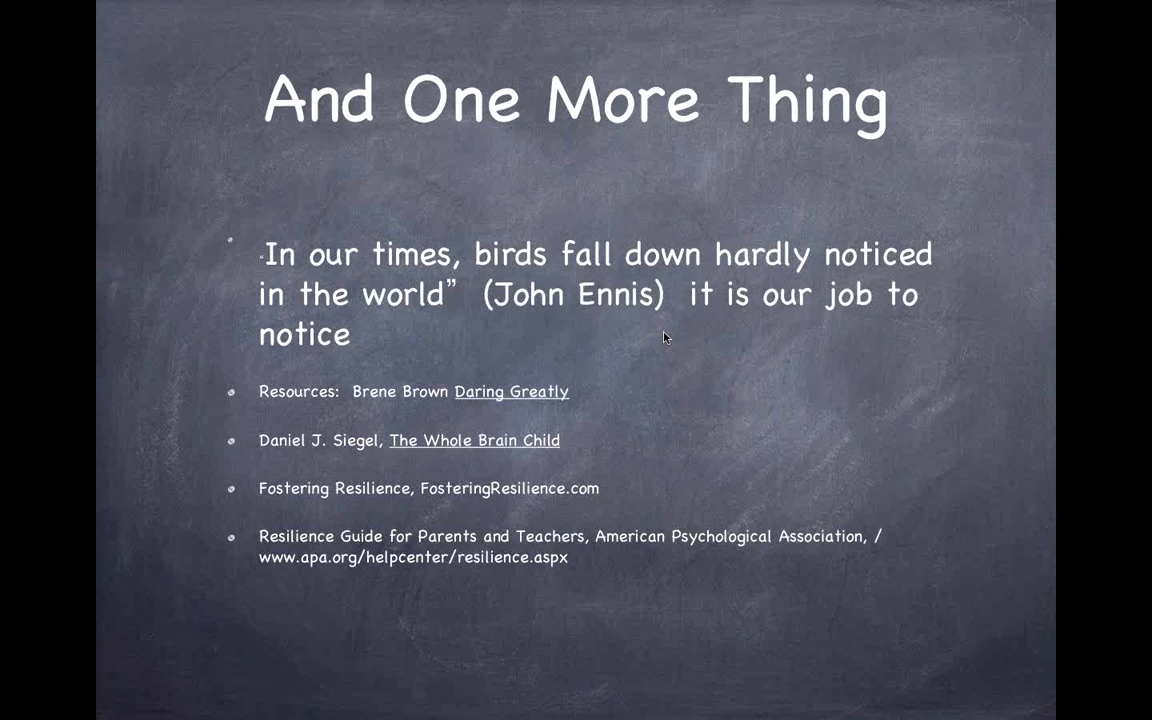 And One More Thing
In our times, birds fall down hardly noticed
in the world” (John Ennis) it is our job to
notice
Resources: Brene Brown Daring Greatly
Daniel J. Siegel, The Whole Brain Child
Fostering Resilience, FosteringResilience.com
Resilience Guide for Parents and Teachers, American Psychological Association, /
www.apa.org/helpcenter/resilience.aspx